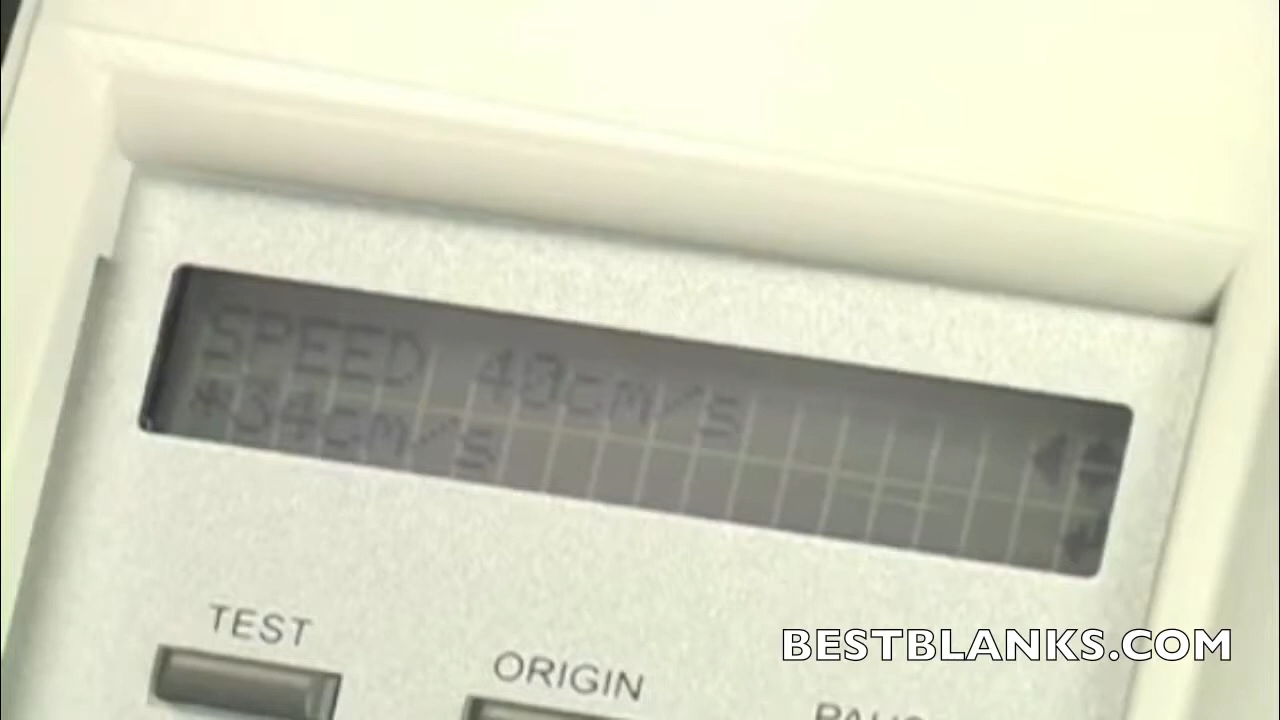 SPEED 40cm/s
*34cm/s
TEST
ORIGIN
BESTBLANKS.COM